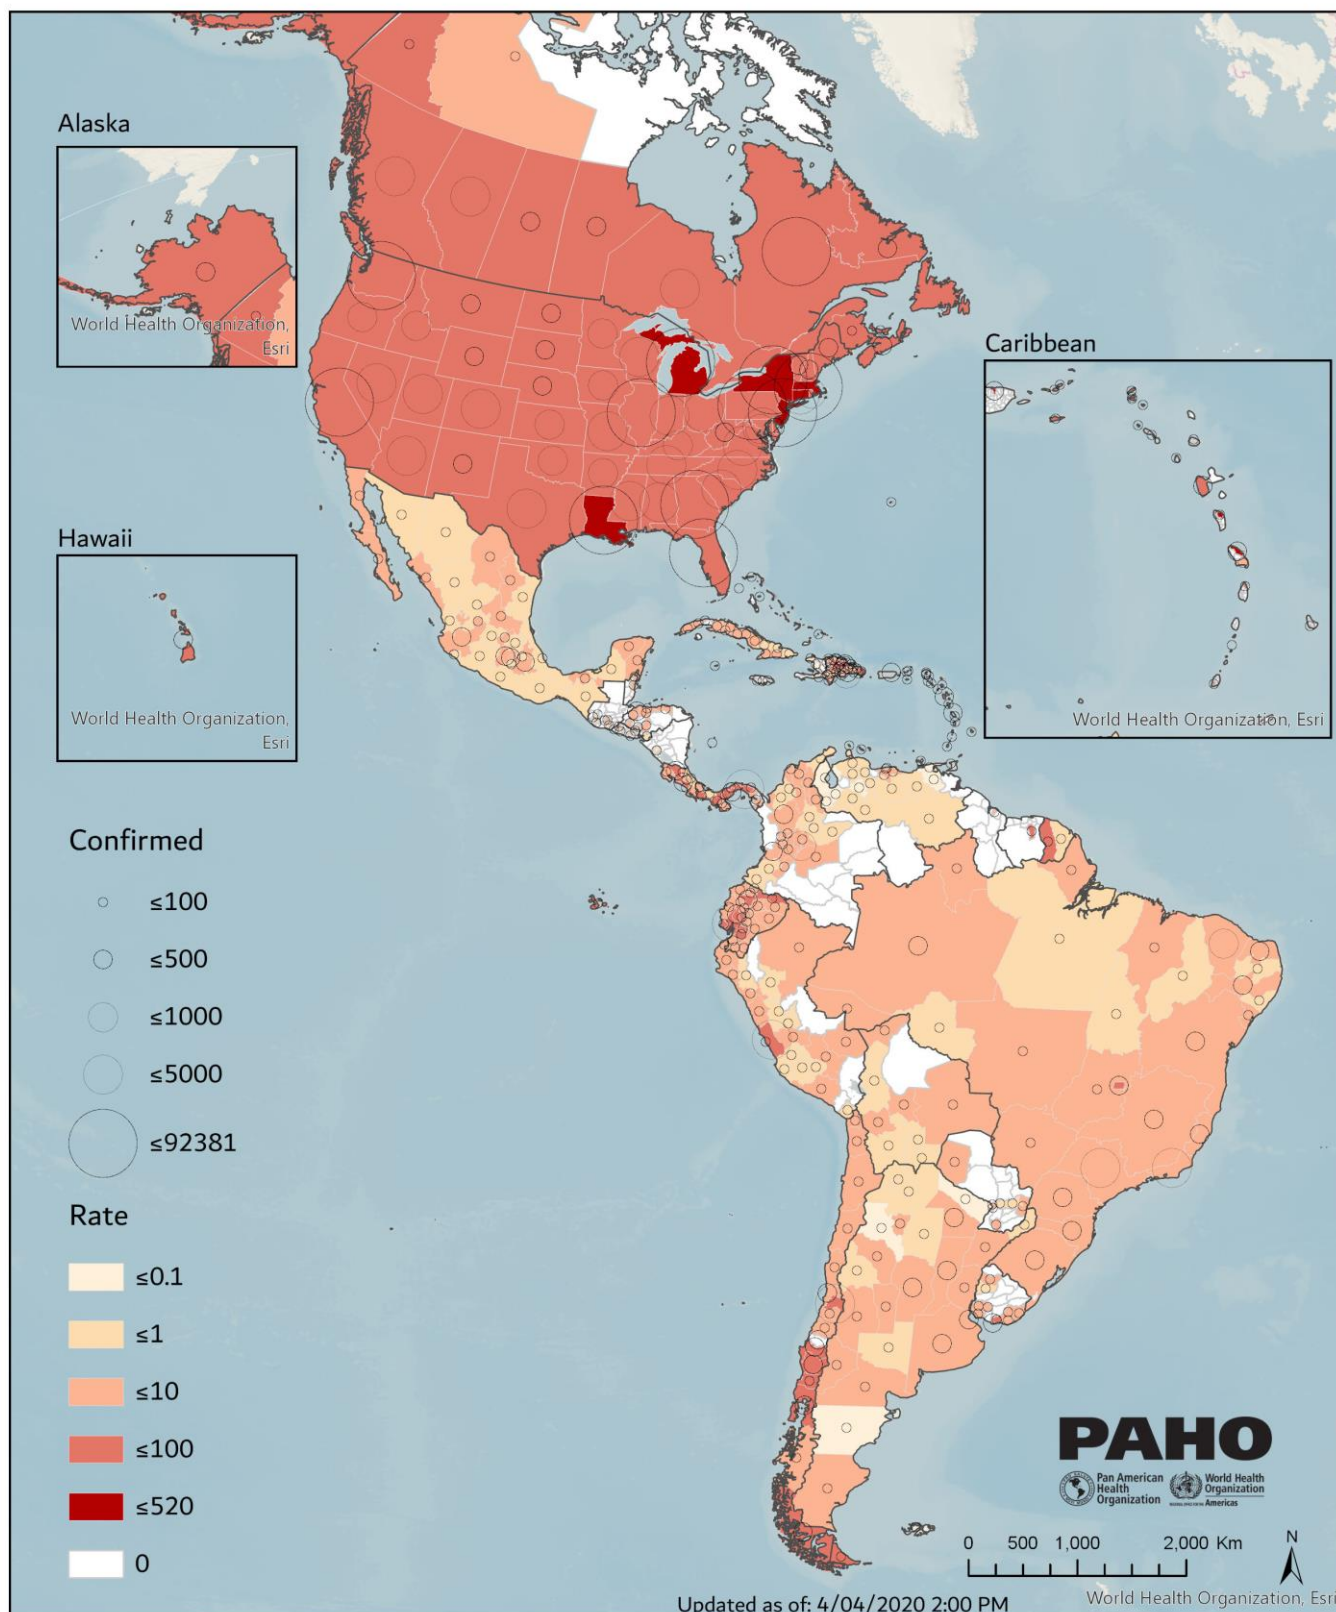 Alaska
World Health Organization,
Esri
Caribbean
World Health Organization, Esri
Hawaii
World Health Organization,
Esri
Confirmed
≤100
≤500
≤1000
≤5000
≤92381
Rate
≤0.1
≤1
≤10
≤100
≤520
0
PAHO
Pan American
Health
Organization
World Health
Organization
Americas
0 500 1,000 2,000 Km
N
World Health Organization, Esri
Updated as of: 4/04/2020 2:00 PM